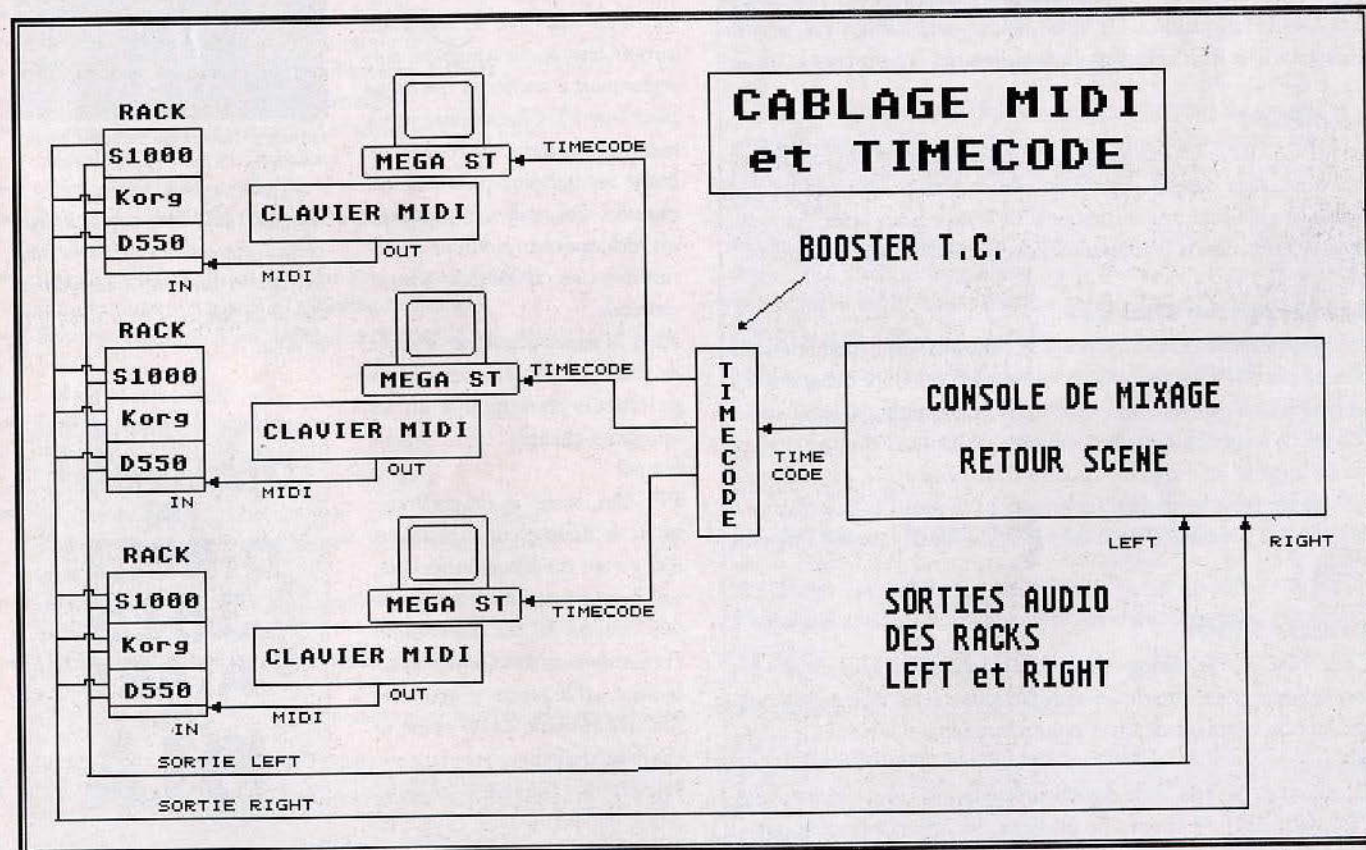 CABLAGE MIDI
et TIMECODE
RACK
S1000
Korg
D550
IN
MEGA ST
TIMECODE
CLAVIER MIDI
OUT
MIDI
BOOSTER T.C.
RACK
S1000
Korg
D550
IN
MEGA ST
TIMECODE
CLAVIER MIDI
OUT
MIDI
TIMECODE
TIME
CODE
CONSOLE DE MIXAGE
RETOUR SCENE
LEFT
RIGHT
RACK
S1000
Korg
D550
IN
MEGA ST
TIMECODE
CLAVIER MIDI
OUT
MIDI
SORTIES AUDIO
DES RACKS
LEFT et RIGHT
SORTIE LEFT
SORTIE RIGHT